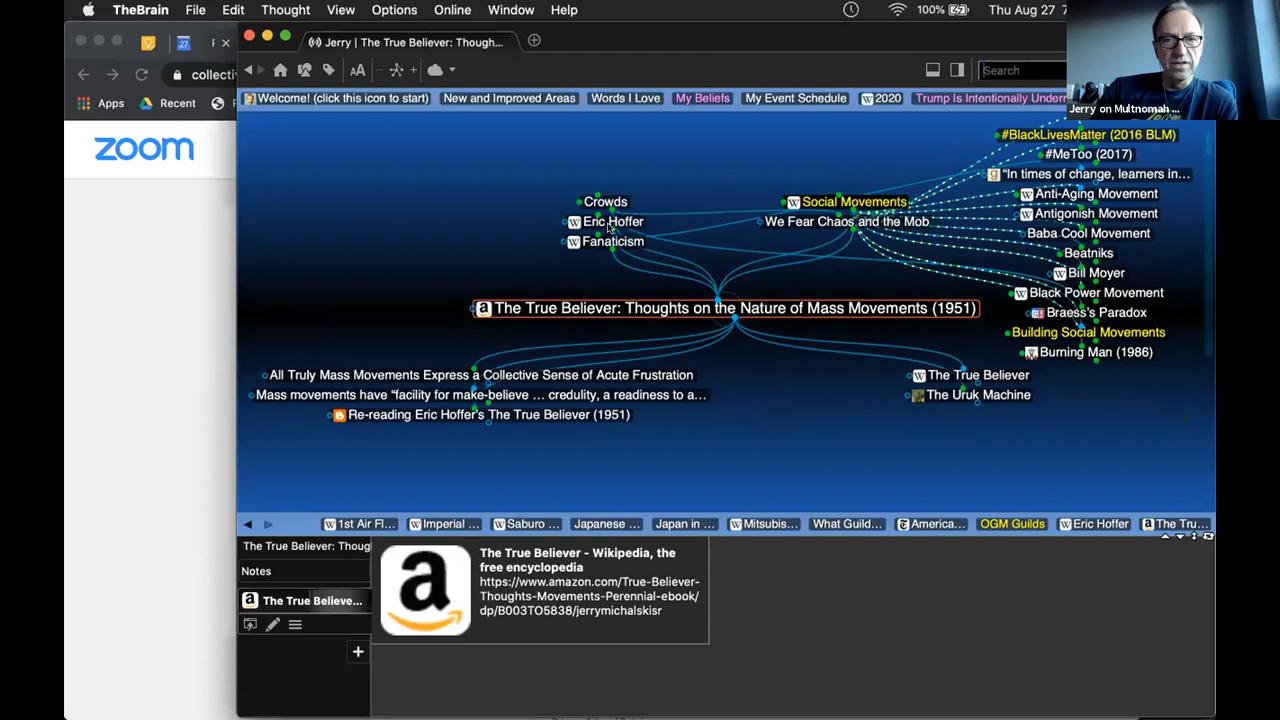 TheBrain File Edit Thought View Options Online Window Help 100% Thu Aug 27 7
27
Jerry | The True Believer: Though...
collectiv
AA
Search
Apps Recent
Welcome! (click this icon to start) New and Improved Areas Words I Love My Beliefs My Event Schedule W 2020 Trump Is Intentionally Underm
Jerry on Multnomah ...
zoom
#BlackLivesMatter (2016 BLM)
#MeToo (2017)
"In times of change, learners in...
Anti-Aging Movement
Antigonish Movement
Baba Cool Movement
Beatniks
Bill Moyer
Black Power Movement
Braess's Paradox
Building Social Movements
Burning Man (1986)
Crowds
Eric Hoffer
Fanaticism
Social Movements
We Fear Chaos and the Mob
The True Believer: Thoughts on the Nature of Mass Movements (1951)
All Truly Mass Movements Express a Collective Sense of Acute Frustration
Mass movements have "facility for make-believe ... credulity, a readiness to a...
Re-reading Eric Hoffer's The True Believer (1951)
The True Believer
The Uruk Machine
1st Air Fl... Imperial ... Saburo ... Japanese ... Japan in ... Mitsubis... What Guild... America... OGM Guilds Eric Hoffer The Tru...
The True Believer: Thoug
Notes
The True Believe...
The True Believer - Wikipedia, the
free encyclopedia
https://www.amazon.com/True-Believer-
Thoughts-Movements-Perennial-ebook/
dp/B003TO5838/jerrymichalskisr